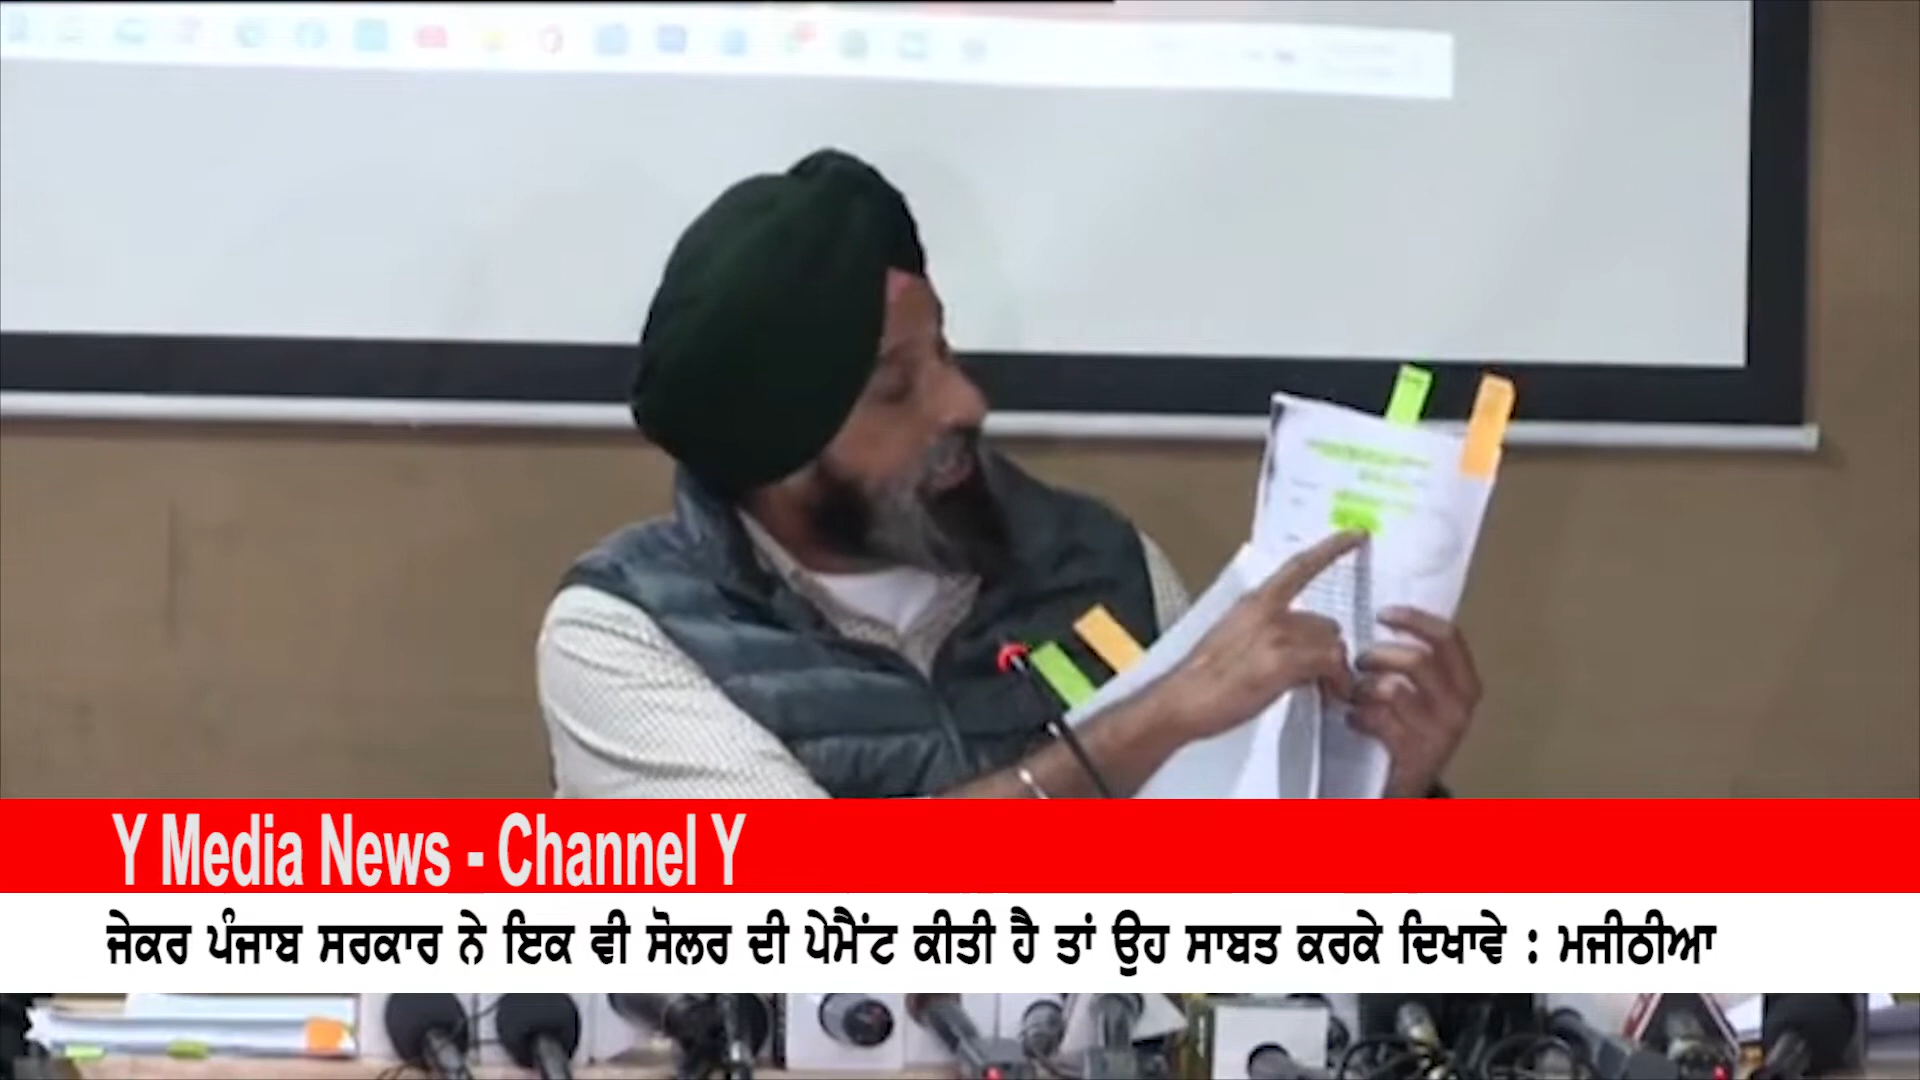 Y Media News - Channel Y
ਜੇਕਰ ਪੰਜਾਬ ਸਰਕਾਰ ਨੇ ਇਕ ਵੀ ਸੋਲਰ ਦੀ ਪੇਮੈਂਟ ਕੀਤੀ ਹੈ ਤਾਂ ਉਹ ਸਾਬਤ ਕਰਕੇ ਦਿਖਾਵੇ : ਮਜੀਠੀਆ